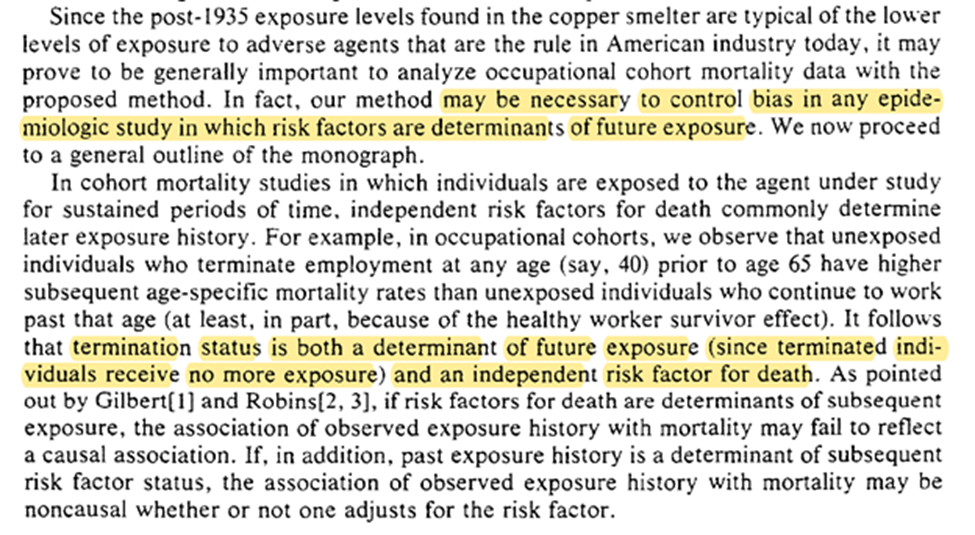 Since the post-1935 exposure levels found in the copper smelter are typical of the lower
levels of exposure to adverse agents that are the rule in American industry today, it may
prove to be generally important to analyze occupational cohort mortality data with the
proposed method. In fact, our method may be necessary to control bias in any epide-
miologic study in which risk factors are determinants of future exposure. We now proceed
to a general outline of the monograph.
In cohort mortality studies in which individuals are exposed to the agent under study
for sustained periods of time, independent risk factors for death commonly determine
later exposure history. For example, in occupational cohorts, we observe that unexposed
individuals who terminate employment at any age (say, 40) prior to age 65 have higher
subsequent age-specific mortality rates than unexposed individuals who continue to work
past that age (at least, in part, because of the healthy worker survivor effect). It follows
that termination status is both a determinant of future exposure (since terminated indi-
viduals receive no more exposure) and an independent risk factor for death. As pointed
out by Gilbert[1] and Robins[2, 3], if risk factors for death are determinants of subsequent
exposure, the association of observed exposure history with mortality may fail to reflect
a causal association. If, in addition, past exposure history is a determinant of subsequent
risk factor status, the association of observed exposure history with mortality may be
noncausal whether or not one adjusts for the risk factor.